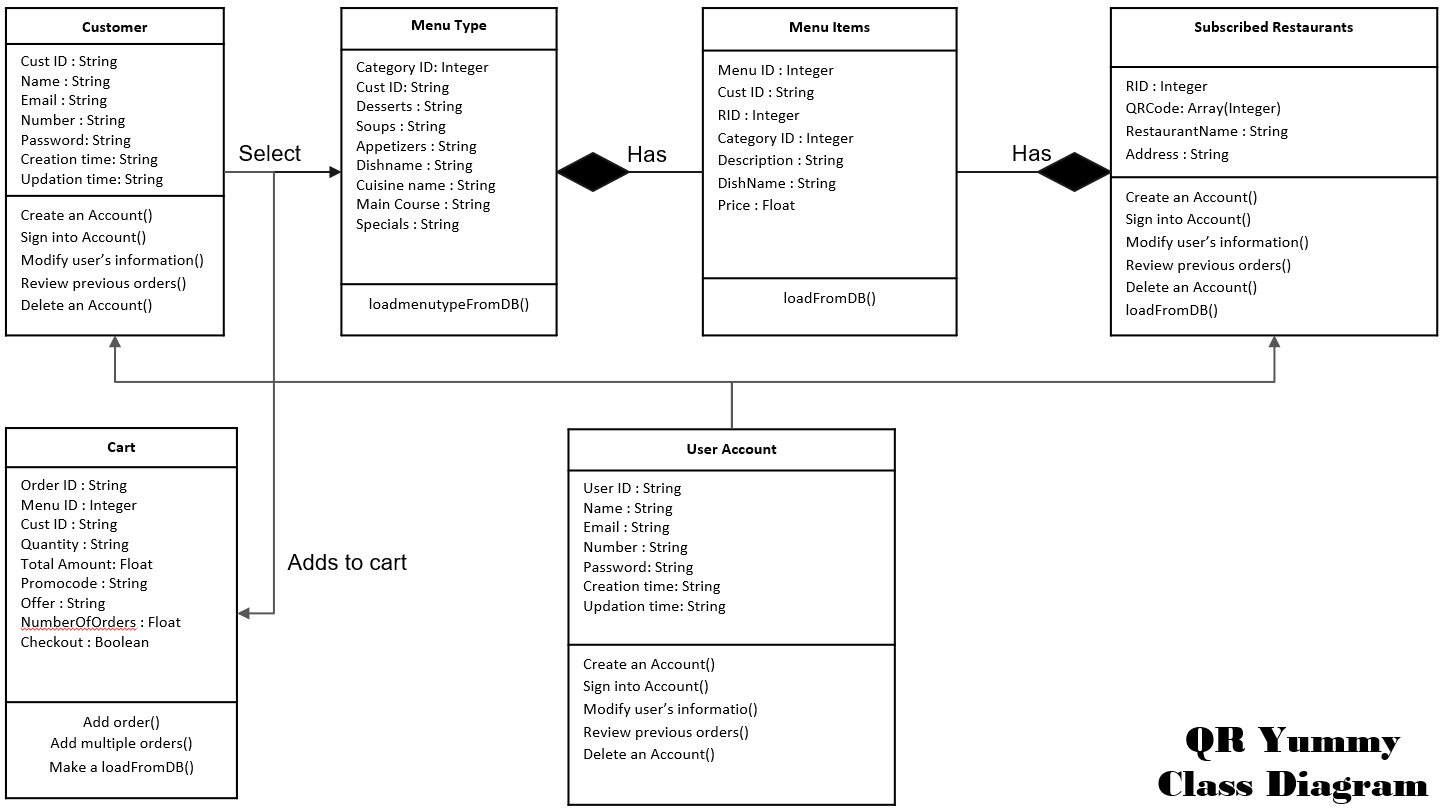 Customer
Cust ID : String
Name : String
Email : String
Number : String
Password: String
Creation time: String
Updation time: String
Create an Account()
Sign into Account()
Modify user’s information()
Review previous orders()
Delete an Account()
Select
Menu Type
Category ID: Integer
Cust ID: String
Desserts : String
Soups : String
Appetizers : String
Dishname : String
Cuisine name : String
Main Course : String
Specials : String
loadmenutypeFromDB()
Has
Menu Items
Menu ID : Integer
Cust ID : String
RID : Integer
Category ID : Integer
Description : String
DishName : String
Price : Float
loadFromDB()
Has
Subscribed Restaurants
RID : Integer
QRCode: Array(Integer)
RestaurantName : String
Address : String
Create an Account()
Sign into Account()
Modify user’s information()
Review previous orders()
Delete an Account()
loadFromDB()
Cart
Order ID : String
Menu ID : Integer
Cust ID : String
Quantity : String
Total Amount: Float
Promocode : String
Offer : String
NumberOfOrders : Float
Checkout : Boolean
Add order()
Add multiple orders()
Make a loadFromDB()
Adds to cart
User Account
User ID : String
Name : String
Email : String
Number : String
Password: String
Creation time: String
Updation time: String
Create an Account()
Sign into Account()
Modify user’s informatio()
Review previous orders()
Delete an Account()
QR Yummy
Class Diagram